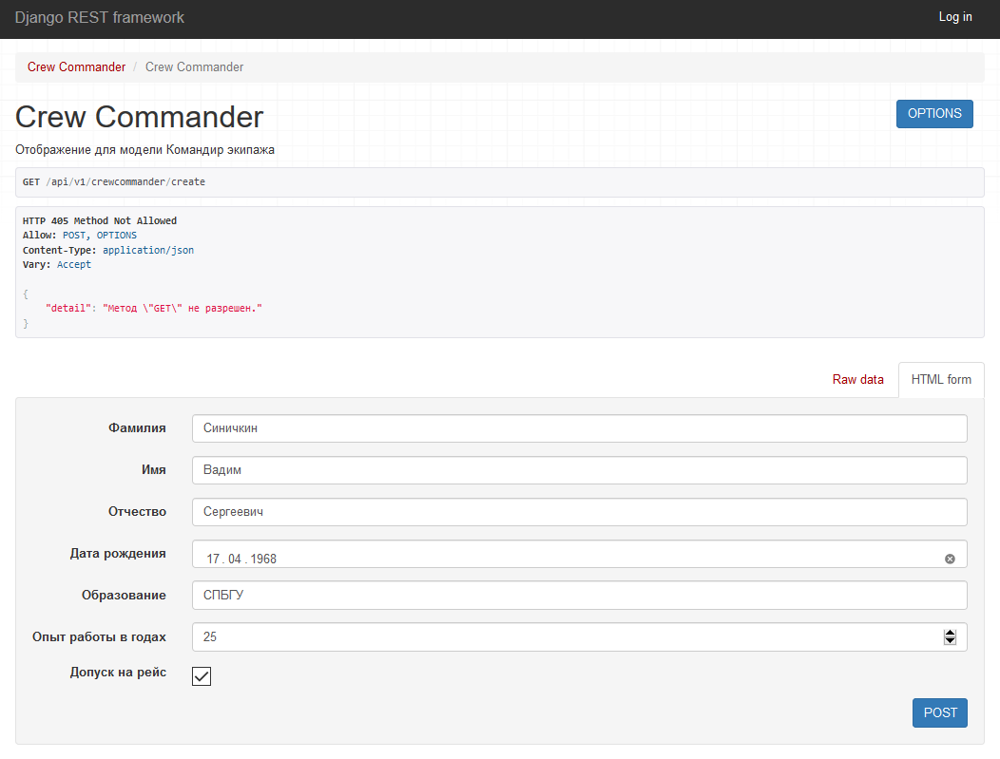 Django REST framework
Log in
Crew Commander / Crew Commander
Crew Commander
OPTIONS
Отображение для модели Командир экипажа
GET /api/v1/crewcommander/create
HTTP 405 Method Not Allowed
Allow: POST, OPTIONS
Content-Type: application/json
Vary: Accept
{
"detail": "Метод \"GET\" не разрешен."
}
Raw data
HTML form
Фамилия Синичкин
Имя Вадим
Отчество Сергеевич
Дата рождения 17 . 04 . 1968
Образование СПБГУ
Опыт работы в годах 25
Допуск на рейс
POST